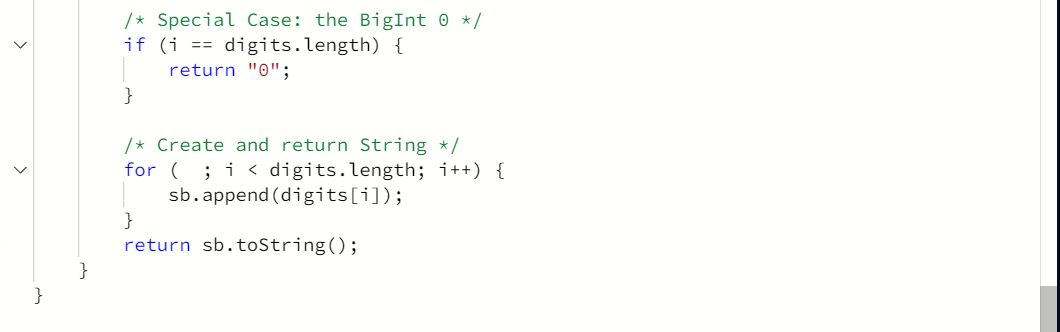 /* Special Case: the BigInt 0 */
if (i == digits.length) {
return "0";
}
/* Create and return String */
for (  ; i < digits.length; i++) {
sb.append(digits[i]);
}
return sb.toString();
}
}